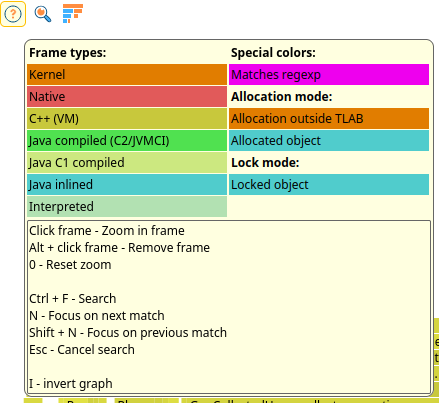 ?
Frame types:
Special colors:
Kernel
Matches regexp
Native
Allocation mode:
C++ (VM)
Allocation outside TLAB
Java compiled (C2/JVMCI)
Allocated object
Java C1 compiled
Lock mode:
Java inlined
Locked object
Interpreted
Click frame - Zoom in frame
Alt + click frame - Remove frame
0 - Reset zoom
Ctrl + F - Search
N - Focus on next match
Shift + N - Focus on previous match
Esc - Cancel search
I - invert graph